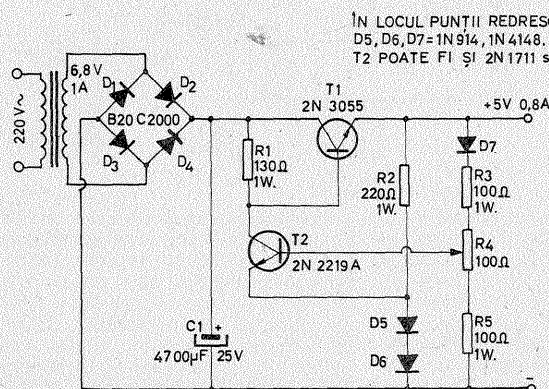 ÎN LOCUL PUNȚII REDRES
D5, D6, D7=1N914, 1N4148.
T2 POATE FI ȘI 2N1711 s
6,8V
1A
220V~
D1
D2
B20 C2000
D3
D4
T1
2N 3055
+5V 0,8A
R1
130Ω
1W.
R2
220Ω
1W.
D7
R3
100Ω
1W.
T2
2N 2219A
R4
100Ω
C1 +
4700µF 25V
D5
D6
R5
100Ω
1W.
-